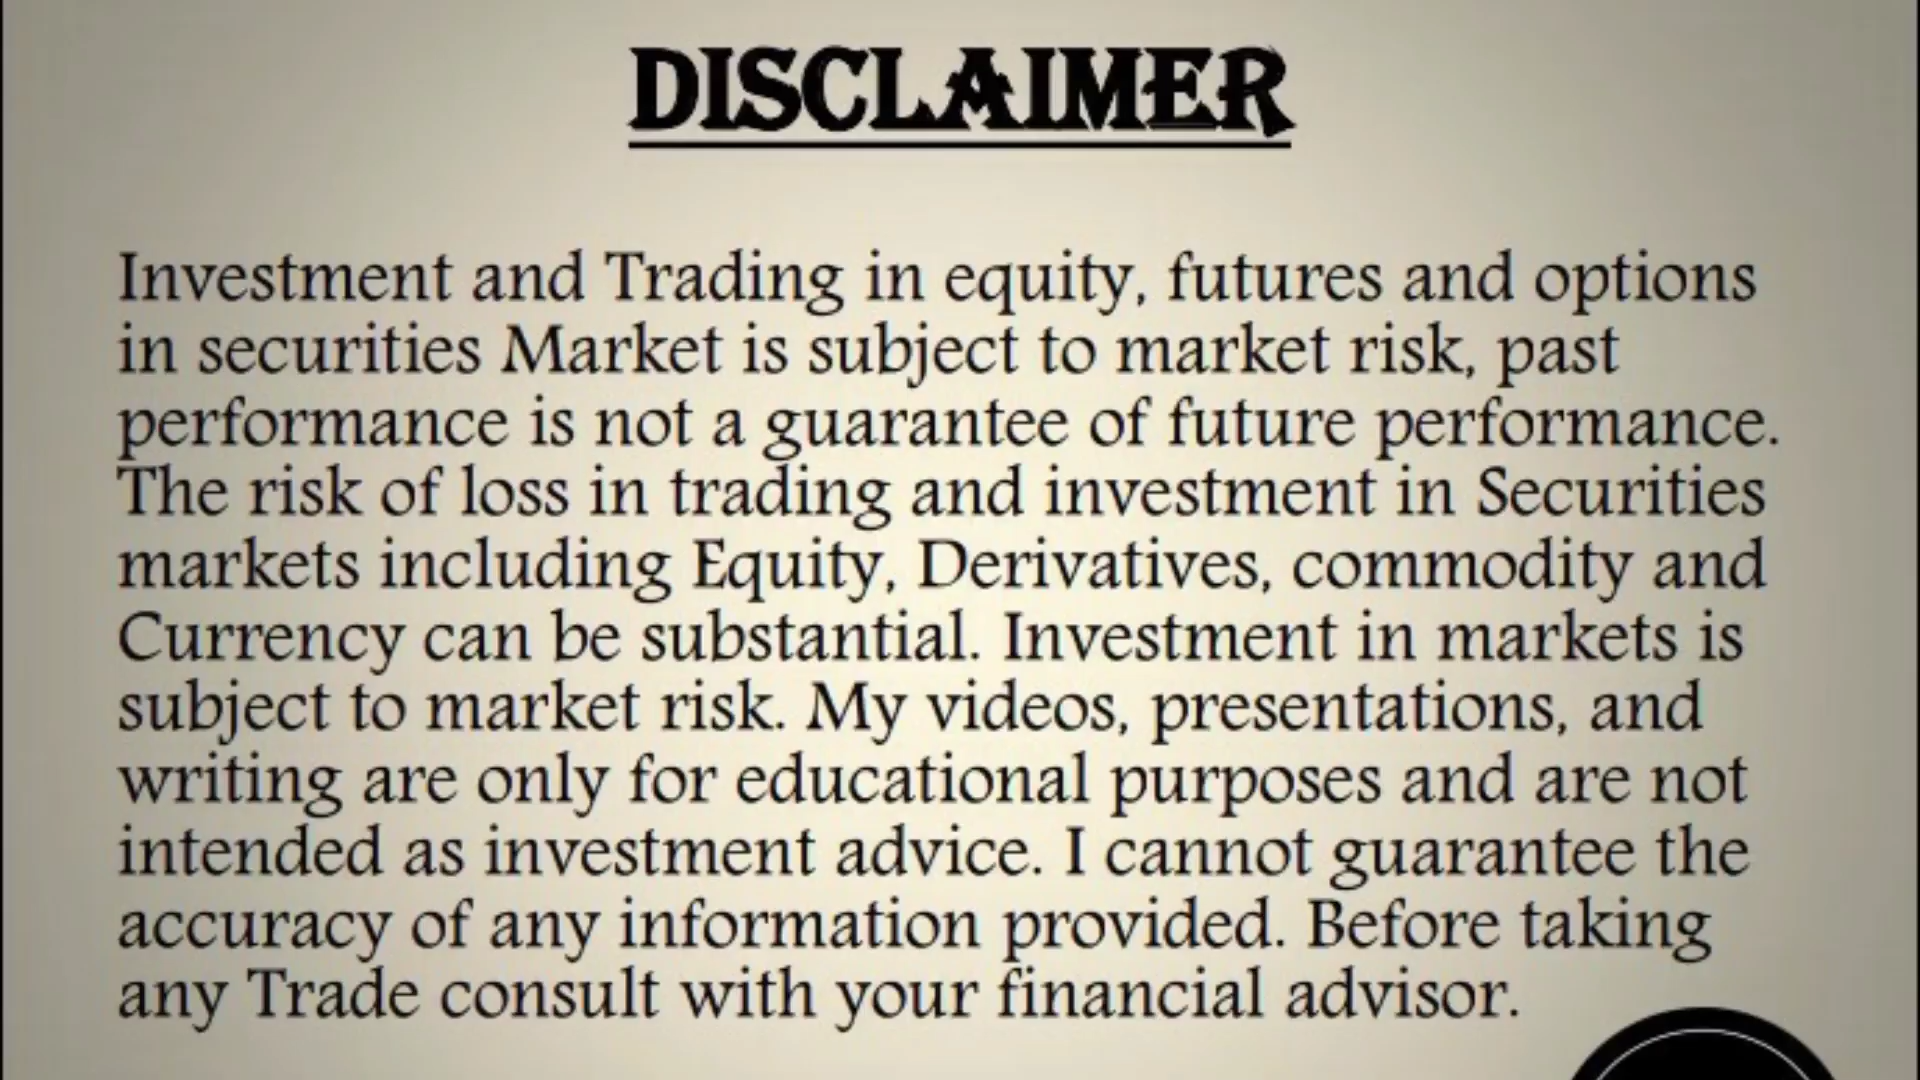 DISCLAIMER
Investment and Trading in equity, futures and options
in securities Market is subject to market risk, past
performance is not a guarantee of future performance.
The risk of loss in trading and investment in Securities
markets including Equity, Derivatives, commodity and
Currency can be substantial. Investment in markets is
subject to market risk. My videos, presentations, and
writing are only for educational purposes and are not
intended as investment advice. I cannot guarantee the
accuracy of any information provided. Before taking
any Trade consult with your financial advisor.